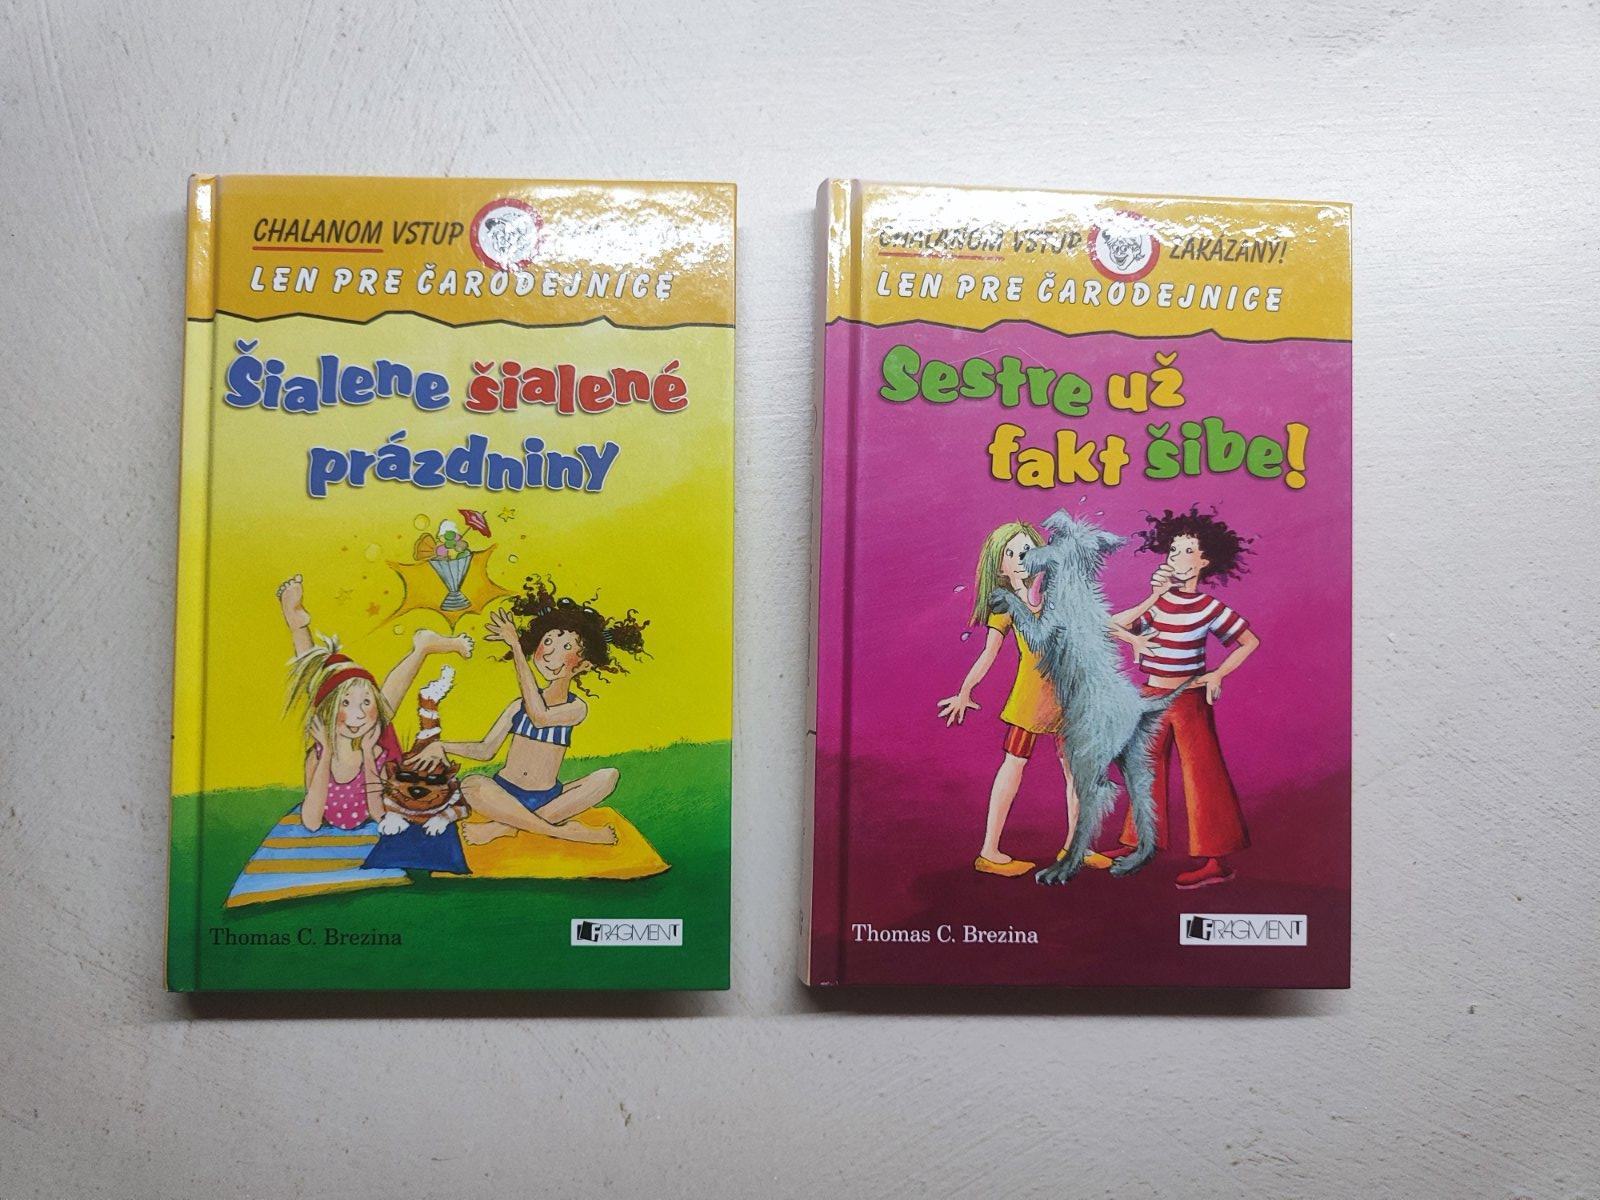 CHALANOM VSTUP
LEN PRE ČARODEJNICE
Šialene šialené
prázdniny
Thomas C. Brezina
FRAGMENT
CHALANOM VSTUP ZAKÁZANÝ!
LEN PRE ČARODEJNICE
Sestre už
fakt šibe!
Thomas C. Brezina
FRAGMENT